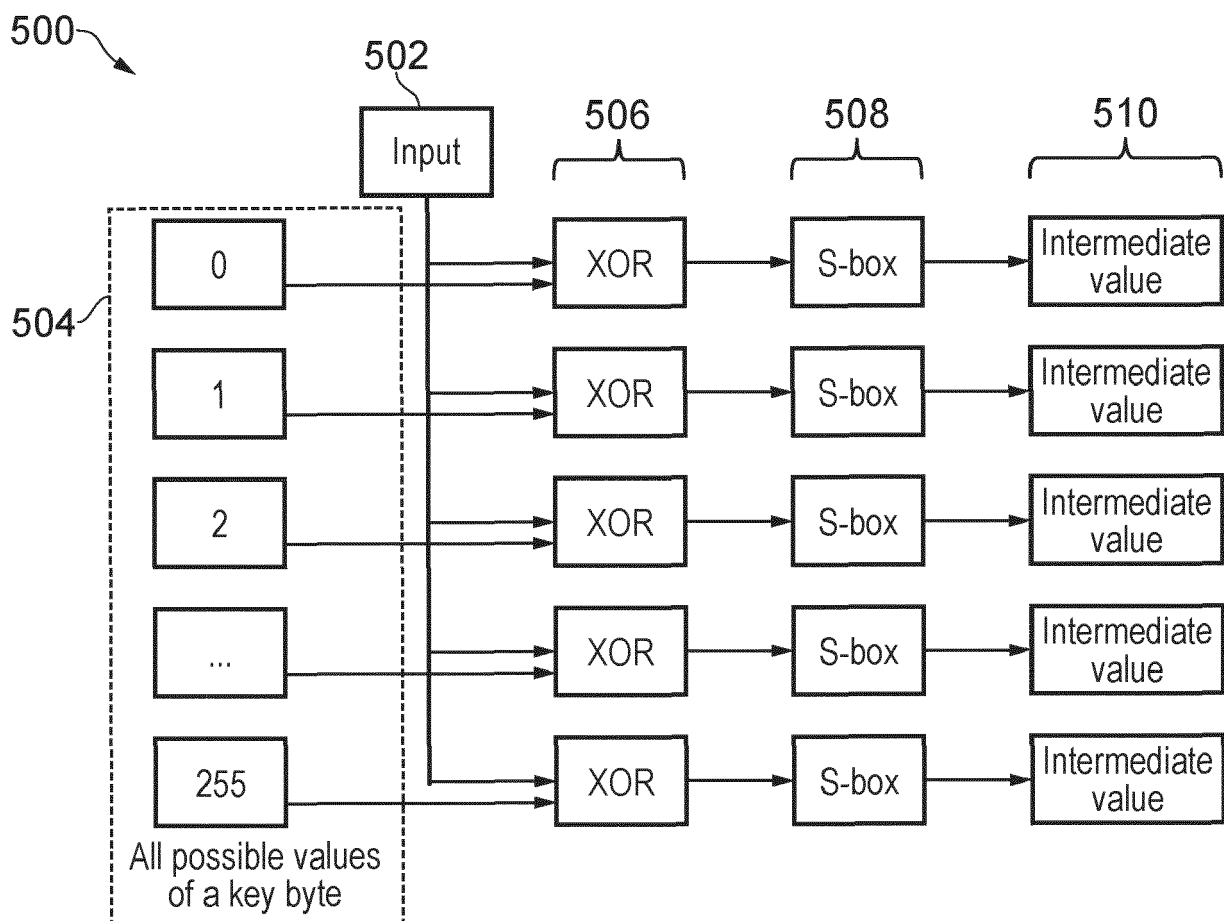 500
502
506
508
510
Input
0
XOR
S-box
Intermediate
value
504
1
XOR
S-box
Intermediate
value
2
XOR
S-box
Intermediate
value
...
XOR
S-box
Intermediate
value
255
XOR
S-box
Intermediate
value
All possible values
of a key byte